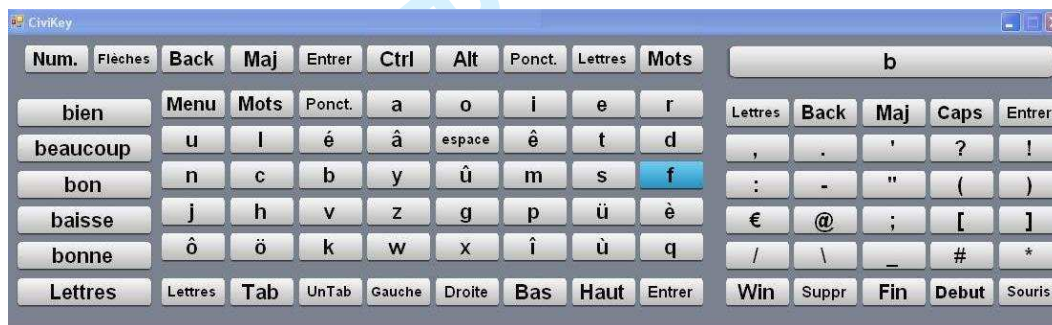 CiviKey
Num. Flèches Back Maj Entrer Ctrl Alt Ponct. Lettres Mots b
bien Menu Mots Ponct. a o i e r Lettres Back Maj Caps Entrer
beaucoup u l é â espace ê t d , . ' ? !
bon n c b y û m s f : - " ( )
baisse j h v z g p ü è € @ ; [ ]
bonne ô ö k w x î ù q / \ _ # *
Lettres Lettres Tab UnTab Gauche Droite Bas Haut Entrer Win Suppr Fin Debut Souris